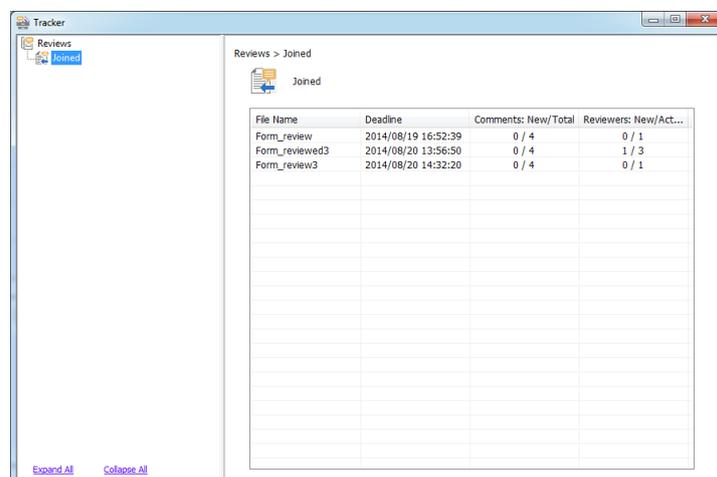 Tracker
Reviews
Joined
Reviews > Joined
Joined
File Name Deadline Comments: New/Total Reviewers: New/Act...
Form_review 2014/08/19 16:52:39 0 / 4 0 / 1
Form_reviewed3 2014/08/20 13:56:50 0 / 4 1 / 3
Form_review3 2014/08/20 14:32:20 0 / 4 0 / 1
Expand All Collapse All